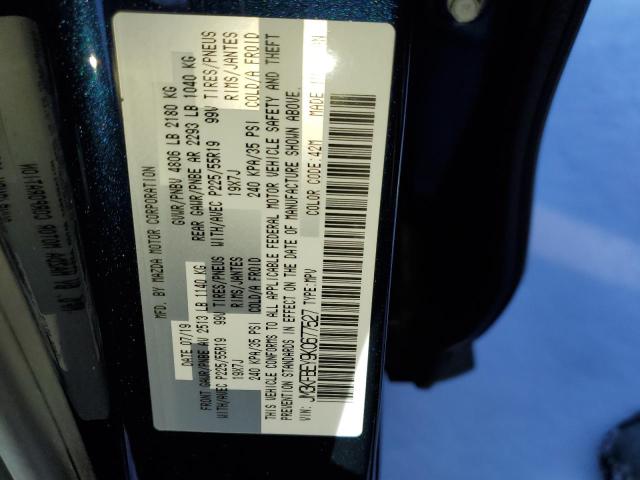 MFD. BY MAZDA MOTOR CORPORATION
DATE 07/19 GVWR/PNBV 4806 LB 2180 KG
FRONT GAWR/PNBE AV 2513 LB 1140 KG REAR GAWR/PNBE AR 2293 LB 1040 KG
WITH/AVEC P225/55R19 99V TIRES/PNEUS WITH/AVEC P225/55R19 99V TIRES/PNEUS
19X7J RIMS/JANTES 19X7J RIMS/JANTES
240 KPA/35 PSI COLD/A FROID 240 KPA/35 PSI COLD/A FROID
THIS VEHICLE CONFORMS TO ALL APPLICABLE FEDERAL MOTOR VEHICLE SAFETY AND THEFT
PREVENTION STANDARDS IN EFFECT ON THE DATE OF MANUFACTURE SHOWN ABOVE.
VIN: TYPE:MPV COLOR CODE:42M MADE